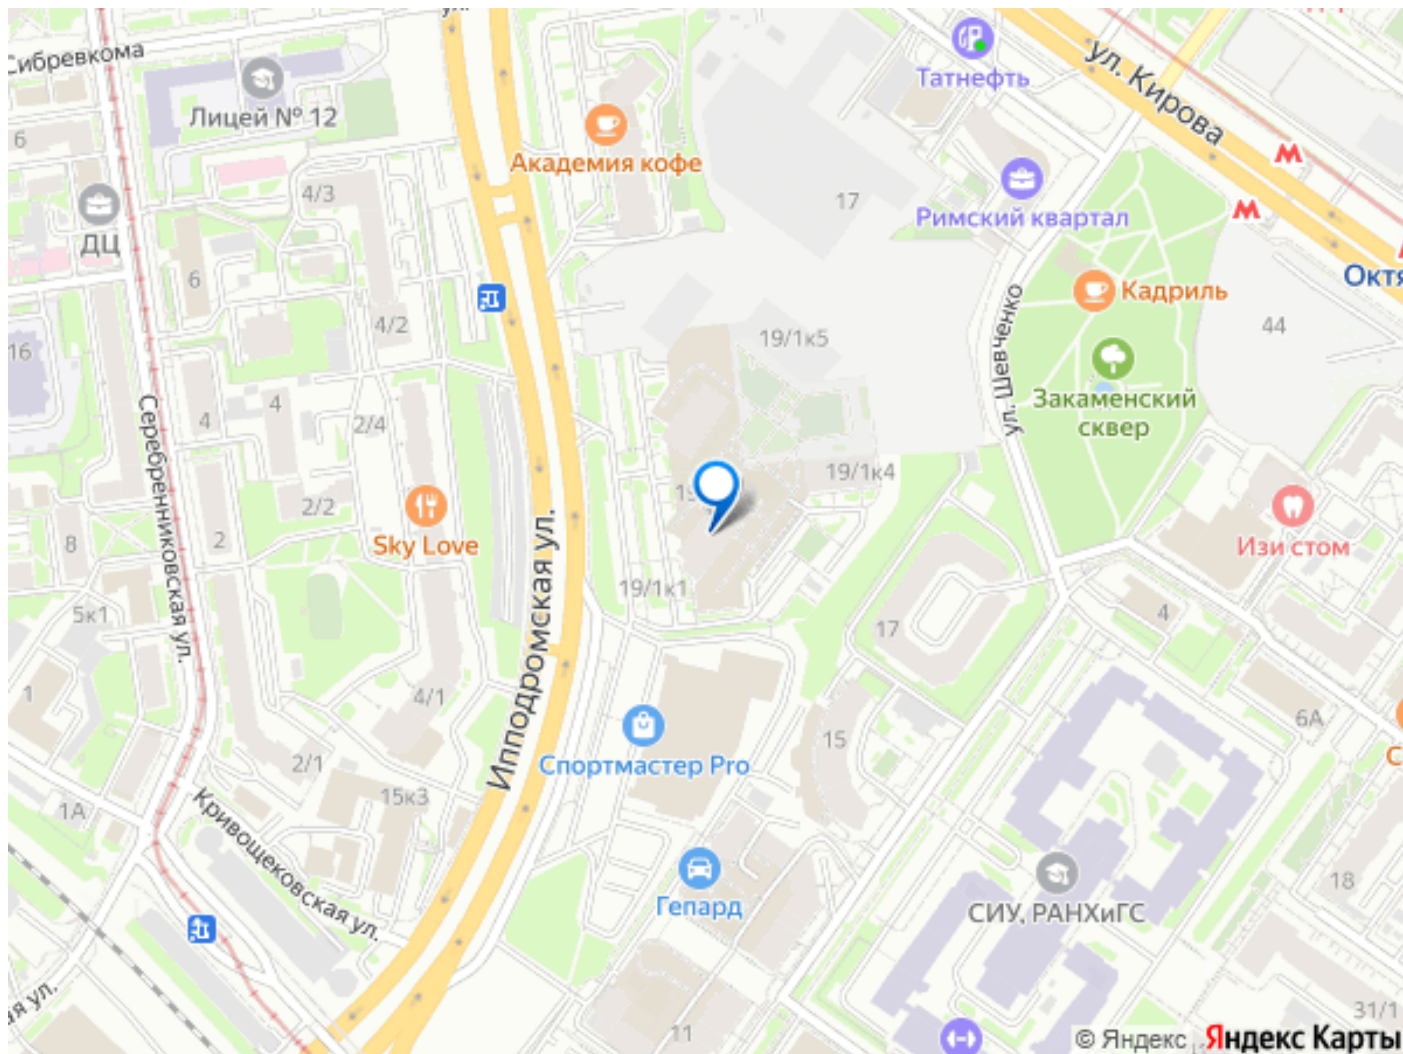 ул.
Сибревкома
Татнефть
ул. Кирова
Лицей № 12
6
Академия кофе
4/3
17
Римский квартал
ДЦ
6
Кадриль
4/2
ул. Шевченко
44
19/1к5
16
Закаменский
сквер
4
4
2/4
Серебренниковская ул.
19/1к4
2/2
Sky Love
Изи стом
8
2
19/1к1
5к1
Ипподромская ул.
17
4
1
4/1
6А
15
Спортмастер Pro
2/1
15к3
1А
Кривощековская ул.
18
Гепард
СИУ, РАНХиГС
31/1
11
© Яндекс Яндекс Карты